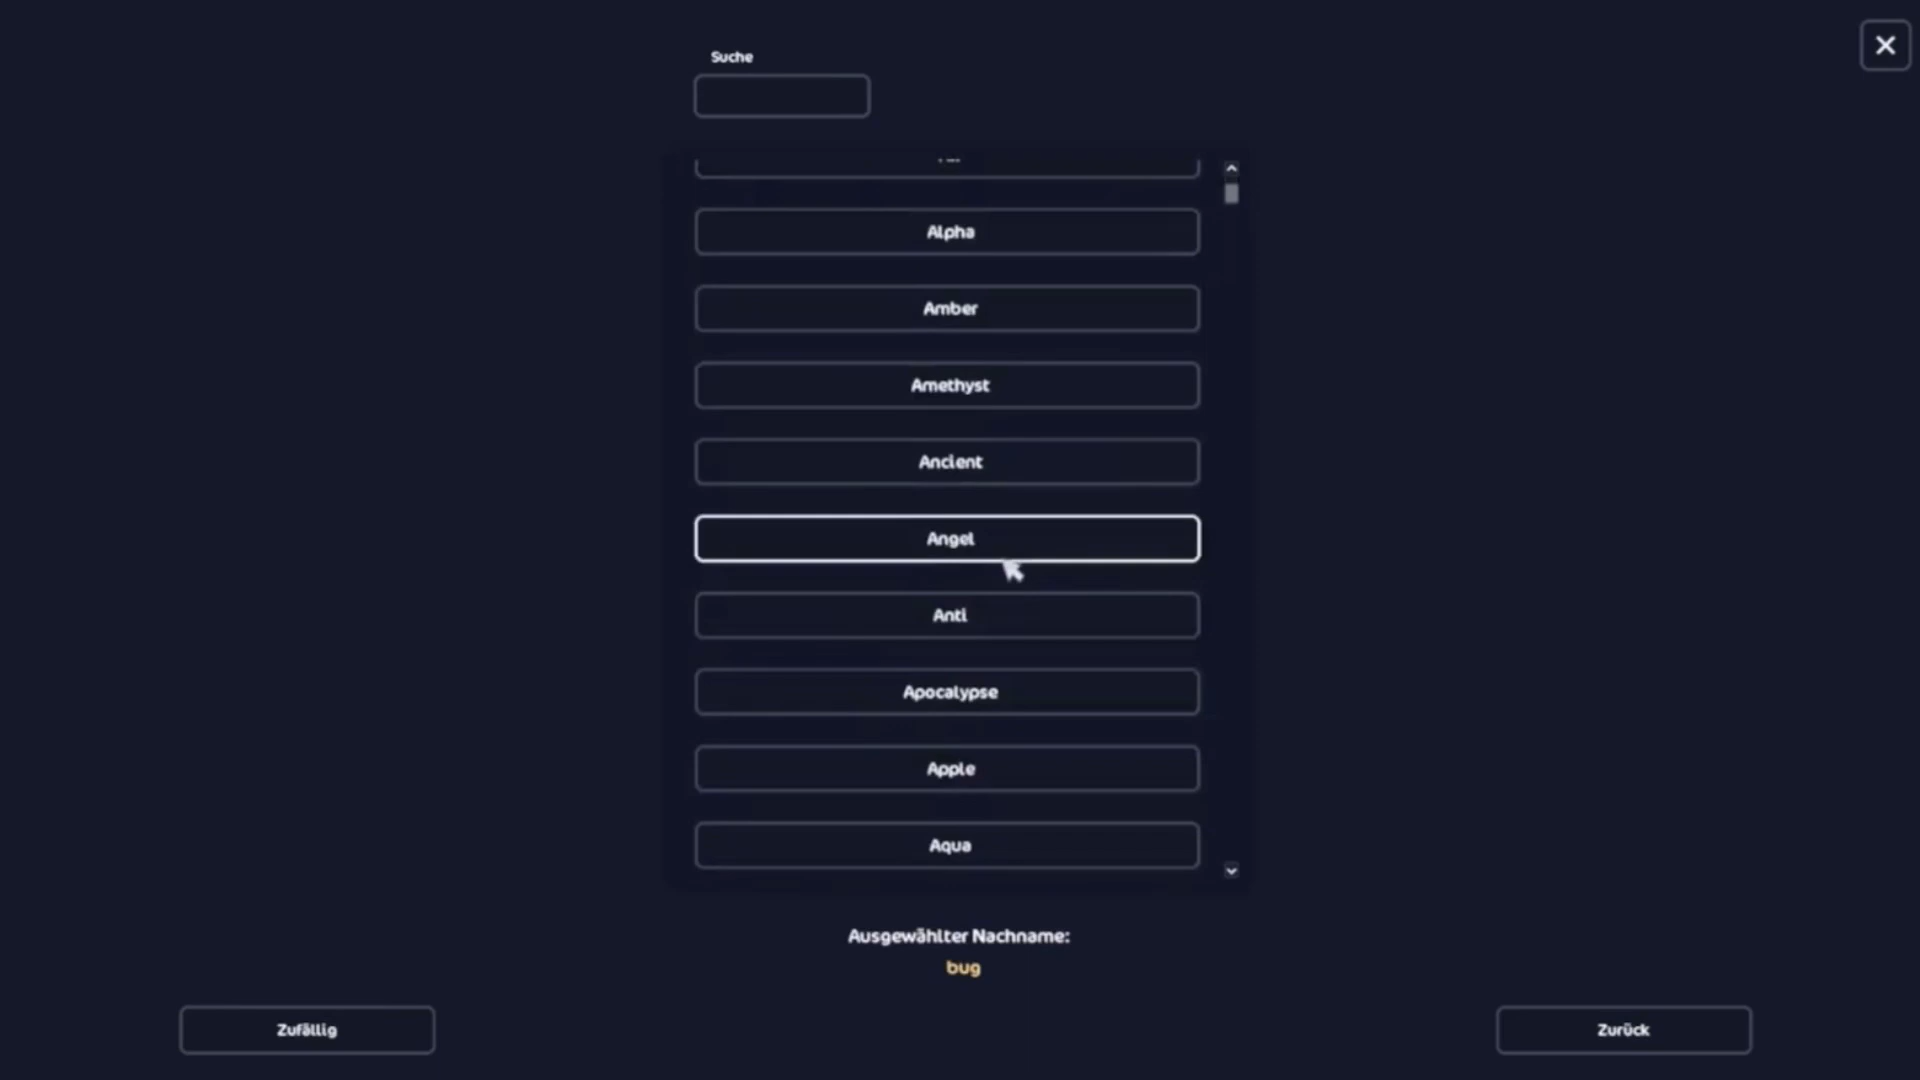 Suche
Alpha
Amber
Amethyst
Ancient
Angel
Anti
Apocalypse
Apple
Aqua
Ausgewählter Nachname:
bug
Zufällig
Zurück